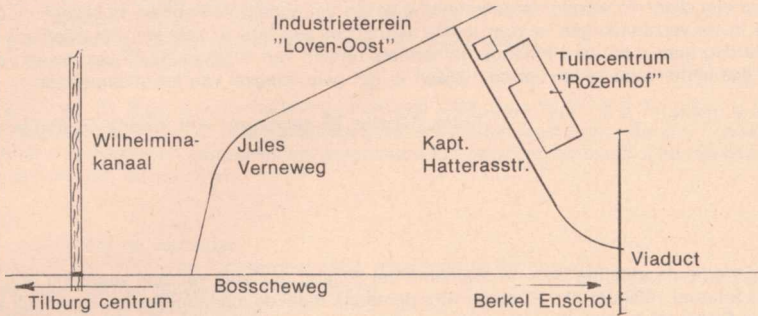 Industrieterrein
"Loven-Oost"
Tuincentrum
"Rozenhof"
Wilhelmina-
kanaal
Jules
Verneweg
Kapt.
Hatterasstr.
Viaduct
Bosscheweg
Tilburg centrum
Berkel Enschot